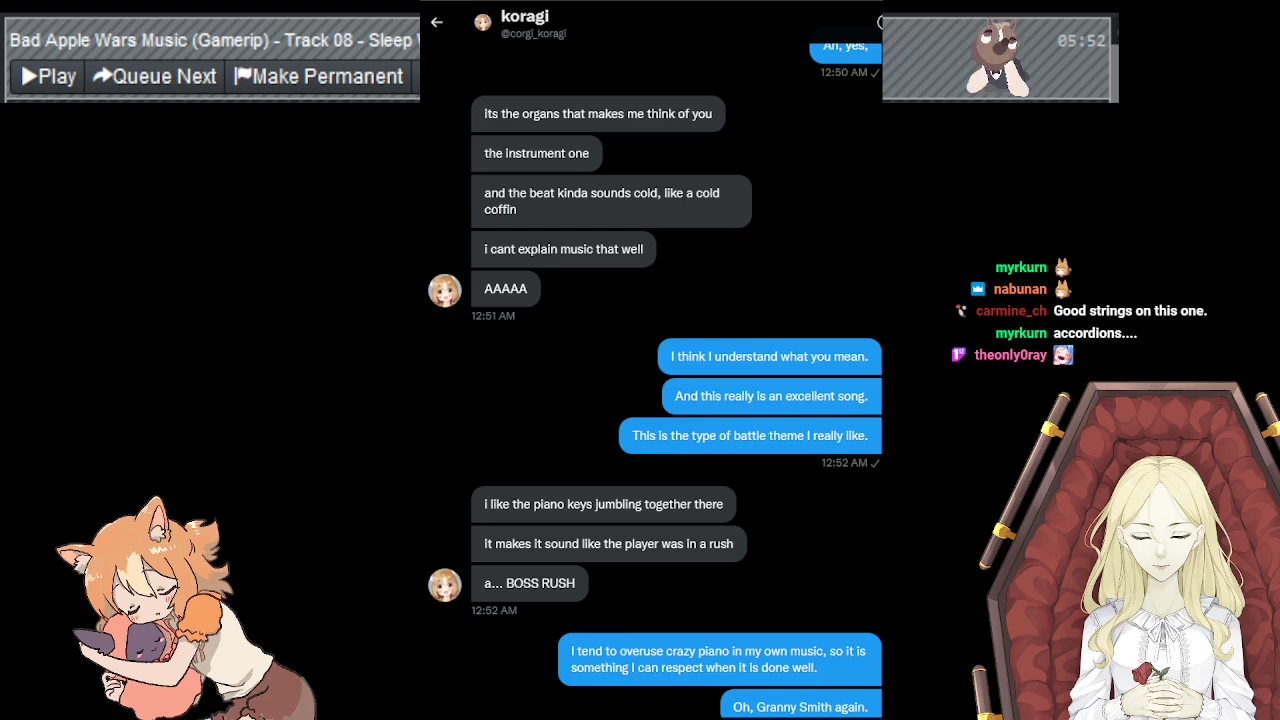 Bad Apple Wars Music (Gamerip) - Track 08 - Sleep
Play Queue Next Make Permanent
koragi
@corgi_koragi
Ah, yes,
12:50 AM
05:52
its the organs that makes me think of you
the instrument one
and the beat kinda sounds cold, like a cold
coffin
i cant explain music that well
AAAAA
12:51 AM
I think I understand what you mean.
And this really is an excellent song.
This is the type of battle theme I really like.
12:52 AM
i like the piano keys jumbling together there
it makes it sound like the player was in a rush
a... BOSS RUSH
12:52 AM
I tend to overuse crazy piano in my own music, so it is
something I can respect when it is done well.
Oh, Granny Smith again.
myrkurn
nabunan
carmine_ch Good strings on this one.
myrkurn accordions....
theonly0ray